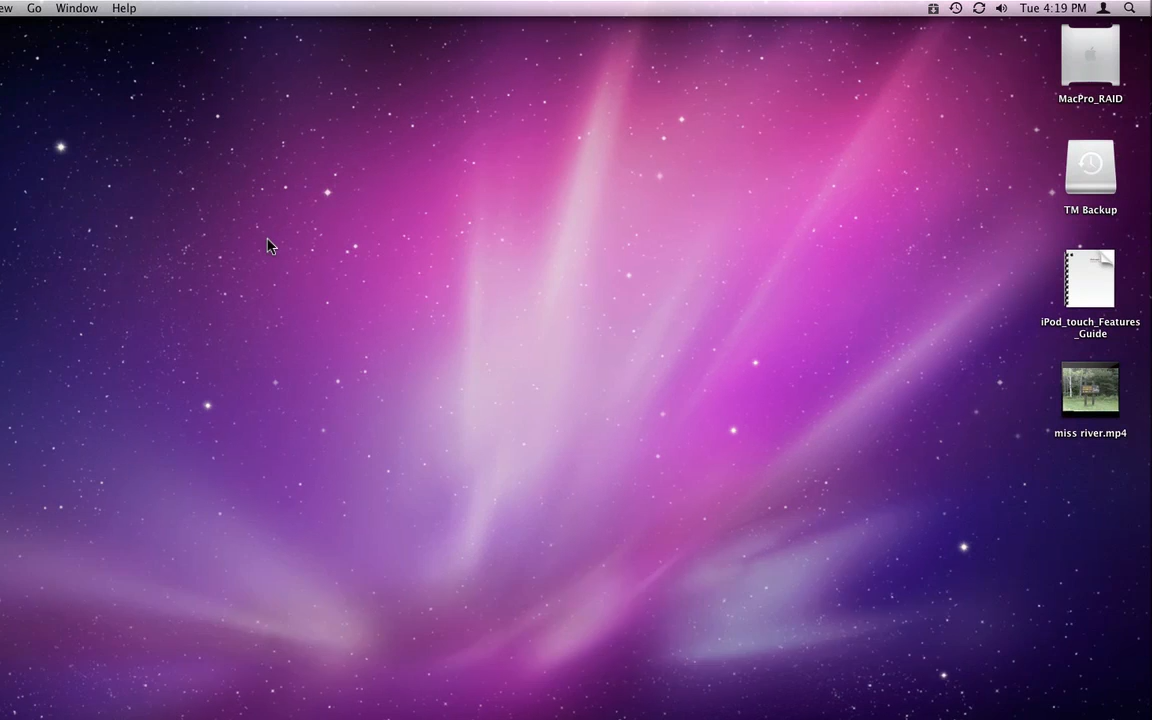 ew Go Window Help Tue 4:19 PM
MacPro_RAID
TM Backup
iPod_touch_Features
_Guide
miss river.mp4